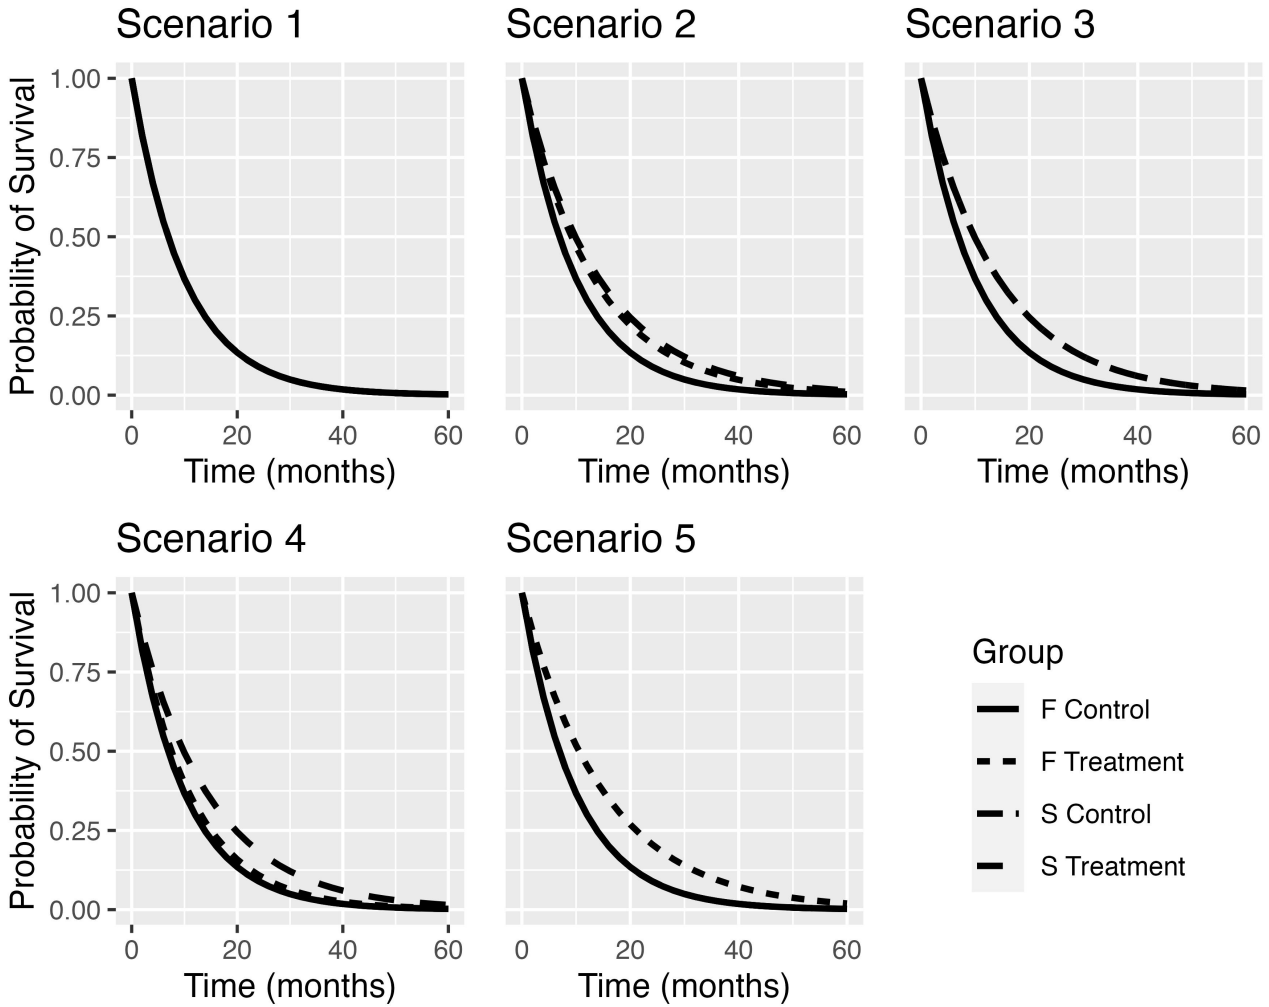 Scenario 1
Scenario 2
Scenario 3
Probability of Survival
1.00
0.75
0.50
0.25
0.00
0 20 40 60
0 20 40 60
0 20 40 60
Time (months)
Time (months)
Time (months)
Scenario 4
Scenario 5
Probability of Survival
1.00
0.75
0.50
0.25
0.00
0 20 40 60
0 20 40 60
Time (months)
Time (months)
Group
F Control
F Treatment
S Control
S Treatment